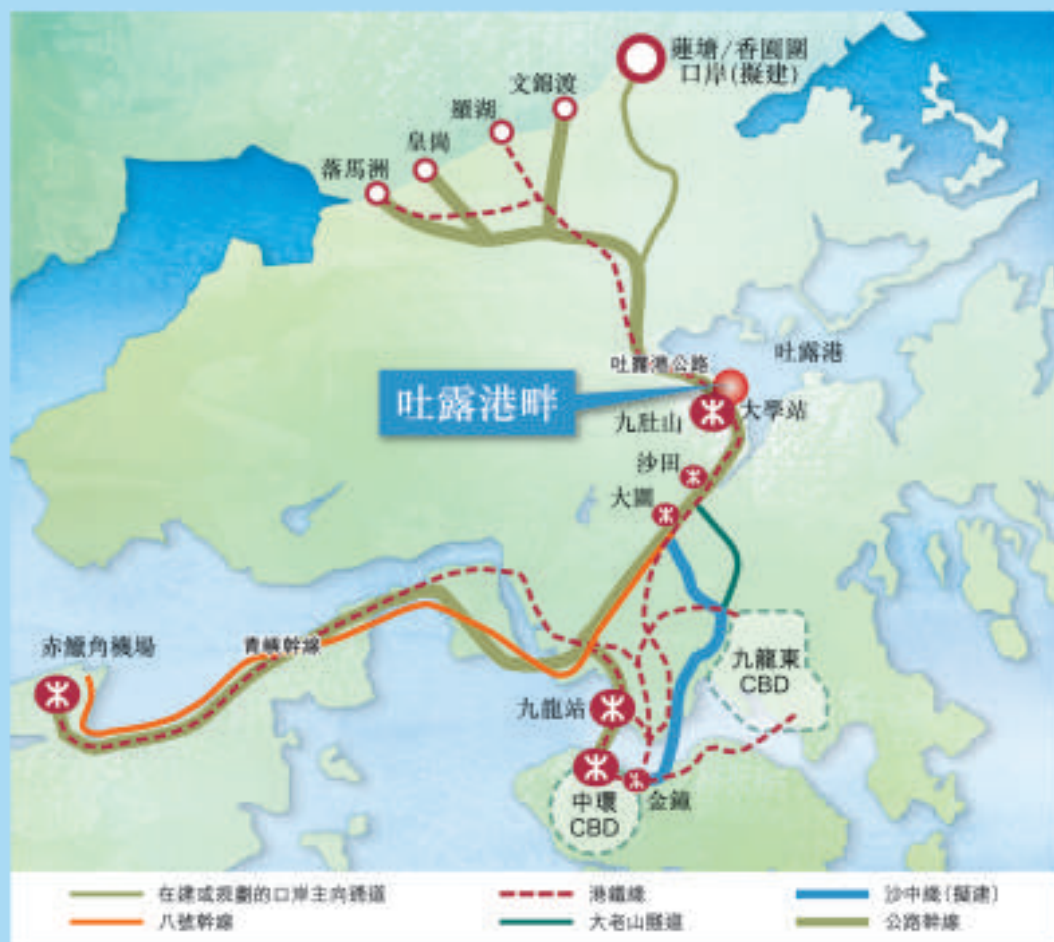 蓮塘/香園圍
口岸(擬建)
文錦渡
羅湖
皇崗
落馬洲
吐露港
吐露港公路
吐露港畔
大學站
九肚山
沙田
大圍
赤鱲角機場
青嶼幹線
九龍東
CBD
九龍站
中環
CBD
金鐘
在建或規劃的口岸主向通道
港鐵綫
沙中綫(擬建)
八號幹線
大老山隧道
公路幹線